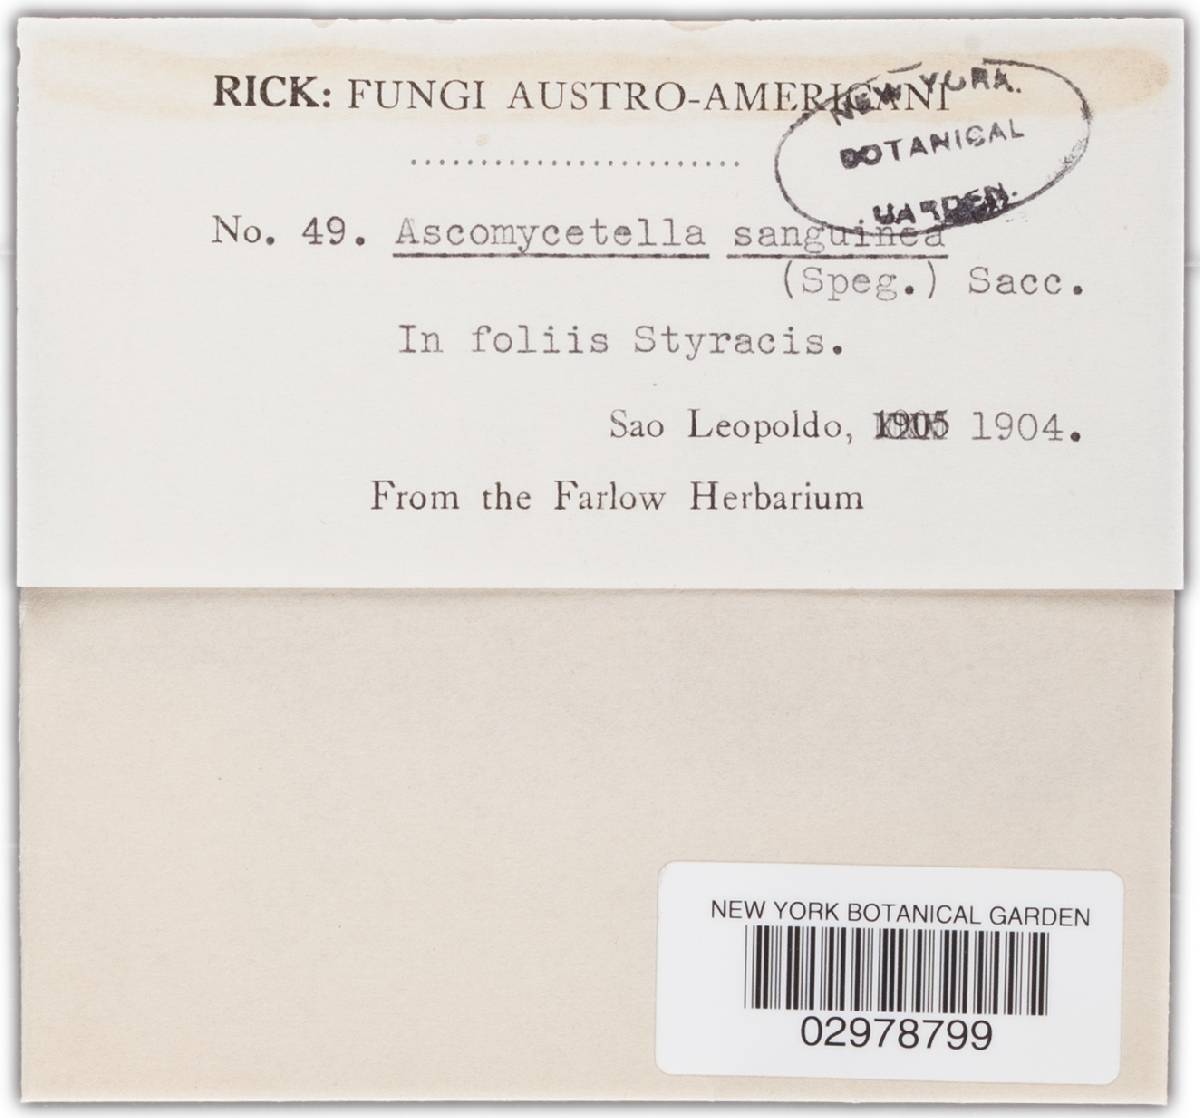 RICK: FUNGI AUSTRO-AMERICANI
NEW YORK.
BOTANICAL
GARDEN.
No. 49. Ascomycetella sanguinea
(Speg.) Sacc.
In foliis Styracis.
Sao Leopoldo, 1905 1904.
From the Farlow Herbarium
NEW YORK BOTANICAL GARDEN
02978799